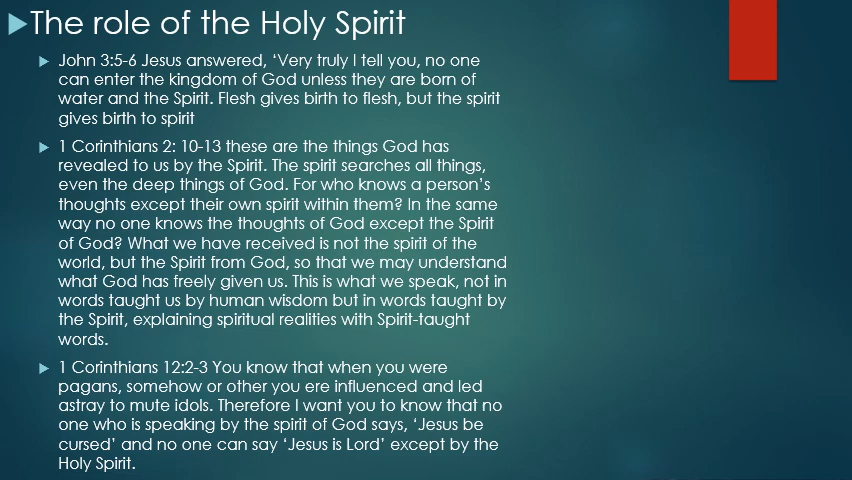 The role of the Holy Spirit
John 3:5-6 Jesus answered, ‘Very truly I tell you, no one
can enter the kingdom of God unless they are born of
water and the Spirit. Flesh gives birth to flesh, but the spirit
gives birth to spirit
1 Corinthians 2: 10-13 these are the things God has
revealed to us by the Spirit. The spirit searches all things,
even the deep things of God. For who knows a person’s
thoughts except their own spirit within them? In the same
way no one knows the thoughts of God except the Spirit
of God? What we have received is not the spirit of the
world, but the Spirit from God, so that we may understand
what God has freely given us. This is what we speak, not in
words taught us by human wisdom but in words taught by
the Spirit, explaining spiritual realities with Spirit-taught
words.
1 Corinthians 12:2-3 You know that when you were
pagans, somehow or other you ere influenced and led
astray to mute idols. Therefore I want you to know that no
one who is speaking by the spirit of God says, ‘Jesus be
cursed’ and no one can say ‘Jesus is Lord’ except by the
Holy Spirit.